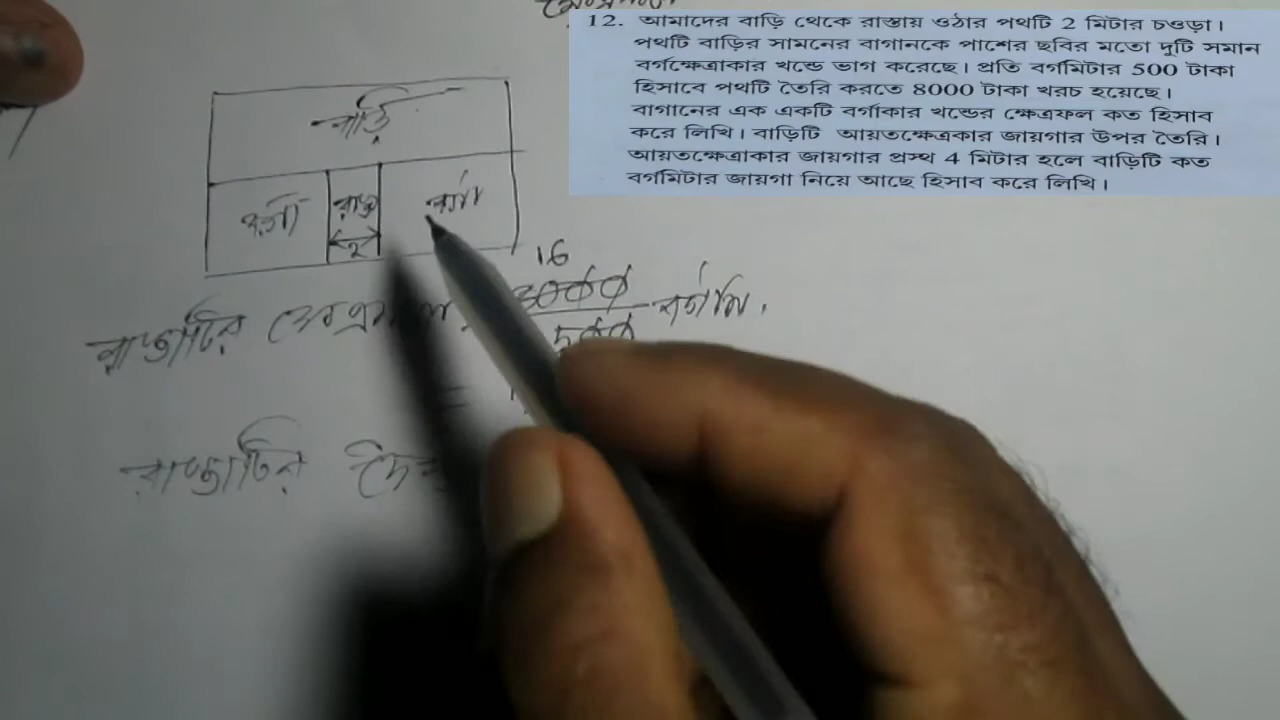 12. আমাদের বাড়ি থেকে রাস্তায় ওঠার পথটি 2 মিটার চওড়া।
পথটি বাড়ির সামনের বাগানকে পাশের ছবির মতো দুটি সমান
বর্গক্ষেত্রাকার খন্ডে ভাগ করেছে। প্রতি বর্গমিটার 500 টাকা
হিসাবে পথটি তৈরি করতে 8000 টাকা খরচ হয়েছে।
বাগানের এক একটি বর্গাকার খন্ডের ক্ষেত্রফল কত হিসাব
করে লিখি। বাড়িটি আয়তক্ষেত্রকার জায়গার উপর তৈরি।
আয়তক্ষেত্রাকার জায়গার প্রস্থ 4 মিটার হলে বাড়িটি কত
বর্গমিটার জায়গা নিয়ে আছে হিসাব করে লিখি।
বাড়ি
রাস্তা
২
16
রাস্তাটির
বর্গমি.
=
রাস্তাটির